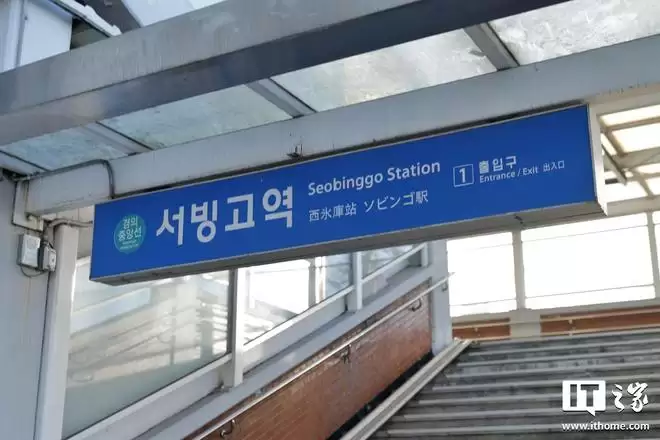 경의
중앙선
서빙고역
Seobinggo Station
西氷庫站 ソビンゴ駅
1 출입구
Entrance / Exit 出入口
IT之家
www.ithome.com